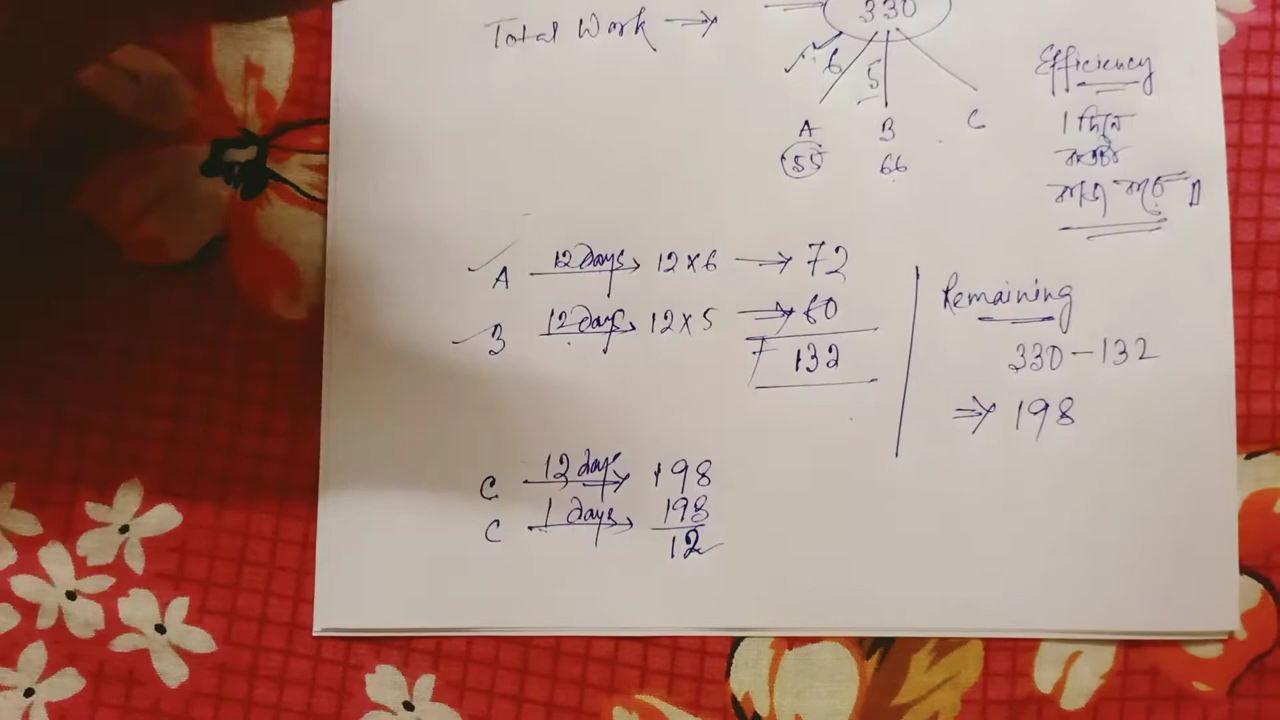 Total Work → 330
6 5
A B C
55 66
Efficiency
1 দিনে
কতটা
কাজ করে
A 12 Days → 12 × 6 → 72
B 12 days → 12 × 5 → 60
132
Remaining
330 - 132
⇒ 198
C 12 days → 198
C 1 days → 198
12